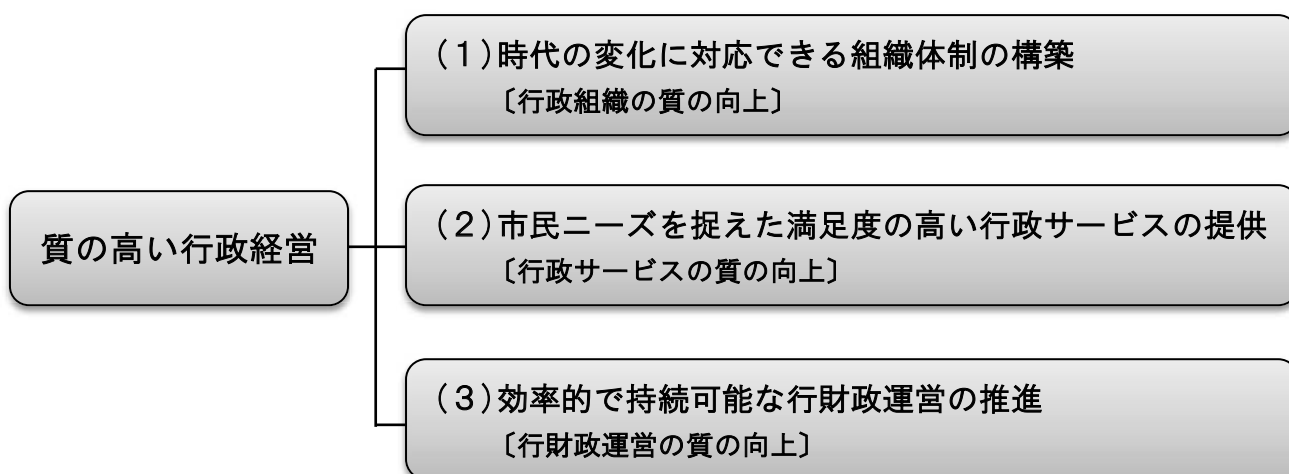 (1)時代の変化に対応できる組織体制の構築
〔行政組織の質の向上〕
質の高い行政経営
(2)市民ニーズを捉えた満足度の高い行政サービスの提供
〔行政サービスの質の向上〕
(3)効率的で持続可能な行財政運営の推進
〔行財政運営の質の向上〕